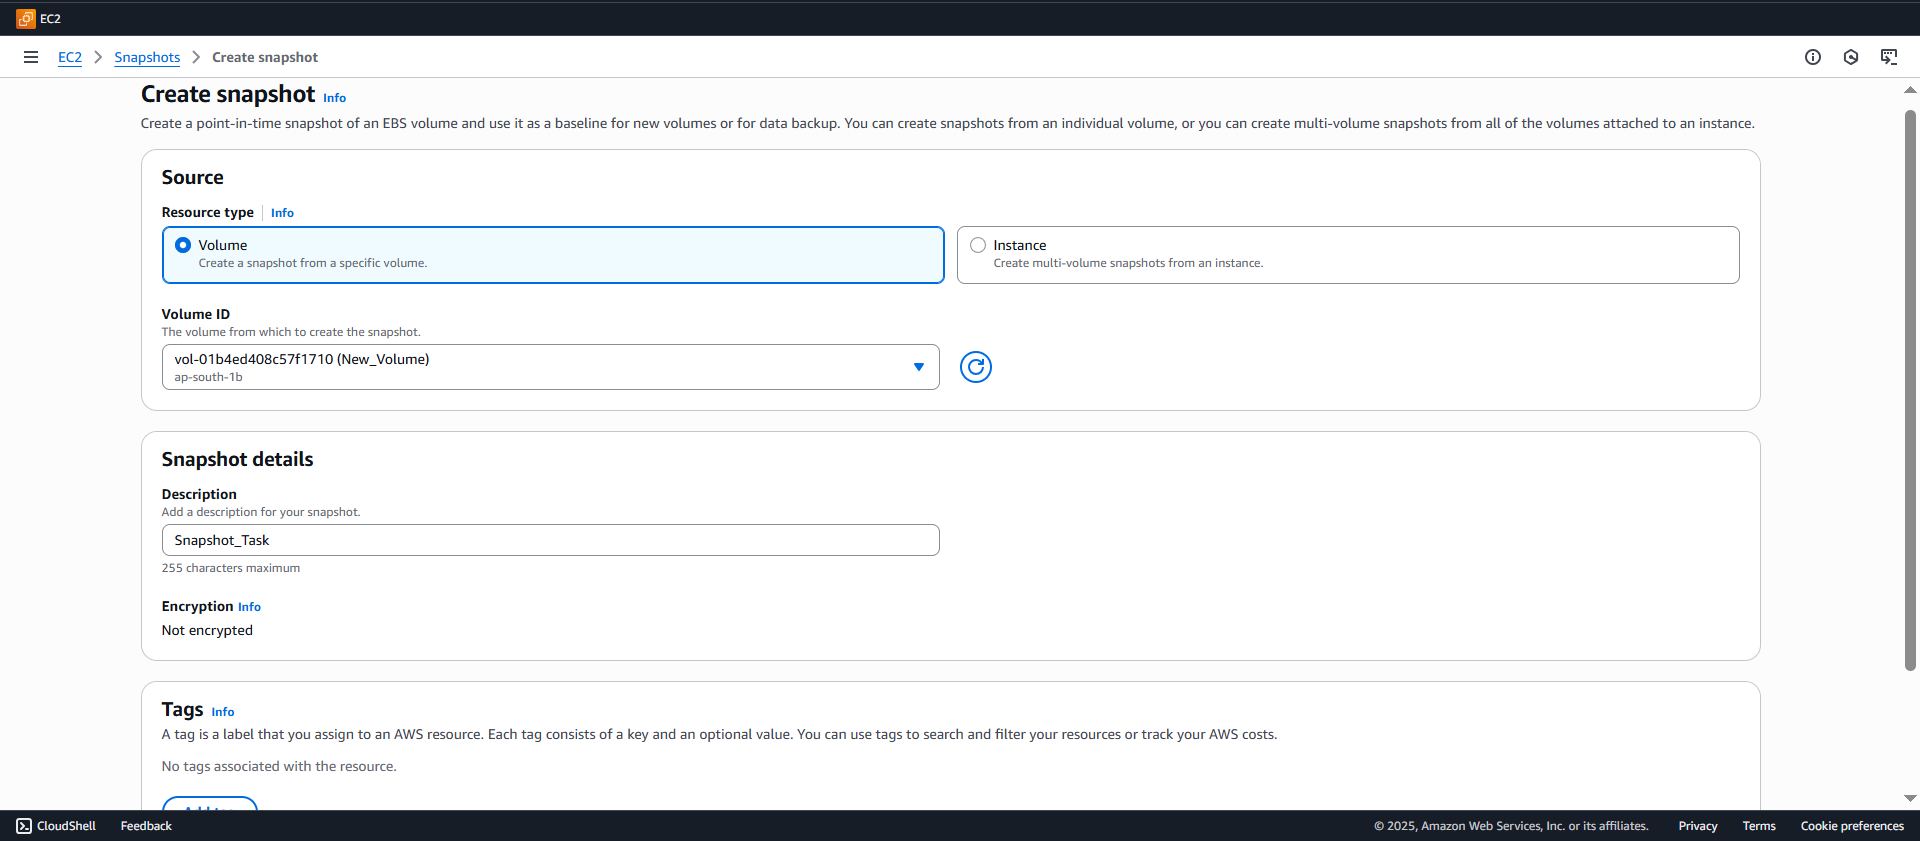 EC2
EC2 Snapshots Create snapshot
Create snapshot Info
Create a point-in-time snapshot of an EBS volume and use it as a baseline for new volumes or for data backup. You can create snapshots from an individual volume, or you can create multi-volume snapshots from all of the volumes attached to an instance.
Source
Resource type Info
Volume
Create a snapshot from a specific volume.
Instance
Create multi-volume snapshots from an instance.
Volume ID
The volume from which to create the snapshot.
vol-01b4ed408c57f1710 (New_Volume)
ap-south-1b
Snapshot details
Description
Add a description for your snapshot.
Snapshot_Task
255 characters maximum
Encryption Info
Not encrypted
Tags Info
A tag is a label that you assign to an AWS resource. Each tag consists of a key and an optional value. You can use tags to search and filter your resources or track your AWS costs.
No tags associated with the resource.
CloudShell Feedback © 2025, Amazon Web Services, Inc. or its affiliates. Privacy Terms Cookie preferences